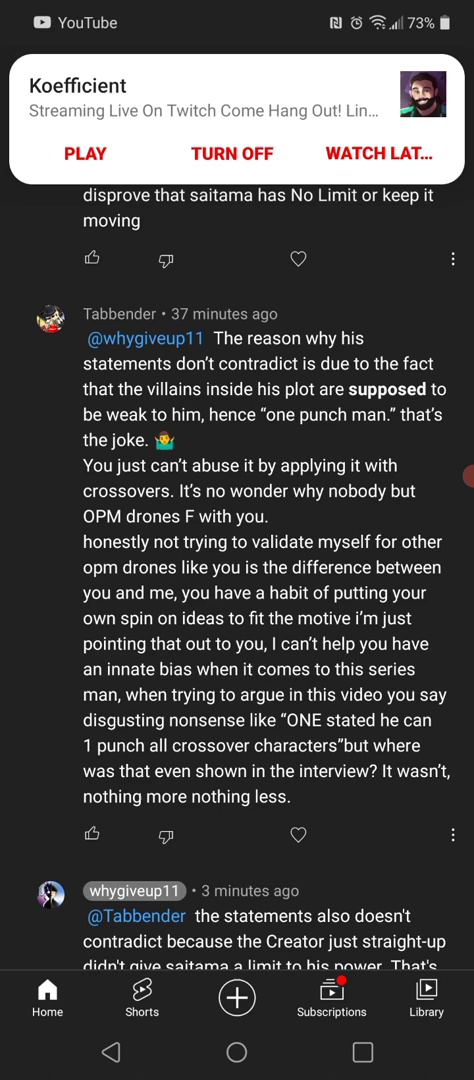 YouTube
73%
Koefficient
Streaming Live On Twitch Come Hang Out! Lin...
PLAY
TURN OFF
WATCH LAT...
disprove that saitama has No Limit or keep it
moving
Tabbender • 37 minutes ago
@whygiveup11 The reason why his
statements don’t contradict is due to the fact
that the villains inside his plot are supposed to
be weak to him, hence “one punch man.” that’s
the joke. 🤷‍♂️
You just can’t abuse it by applying it with
crossovers. It’s no wonder why nobody but
OPM drones F with you.
honestly not trying to validate myself for other
opm drones like you is the difference between
you and me, you have a habit of putting your
own spin on ideas to fit the motive i’m just
pointing that out to you, I can’t help you have
an innate bias when it comes to this series
man, when trying to argue in this video you say
disgusting nonsense like “ONE stated he can
1 punch all crossover characters”but where
was that even shown in the interview? It wasn’t,
nothing more nothing less.
whygiveup11 • 3 minutes ago
@Tabbender the statements also doesn't
contradict because the Creator just straight-up
didn't give saitama a limit to his power. That's
Home
Shorts
Subscriptions
Library